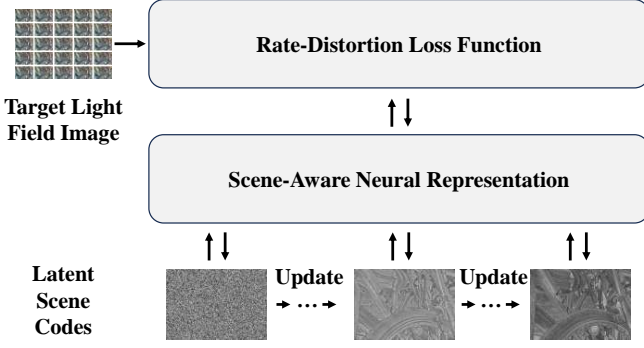 Rate-Distortion Loss Function
Target Light
Field Image
Scene-Aware Neural Representation
Latent
Scene
Codes
Update
...
Update
...